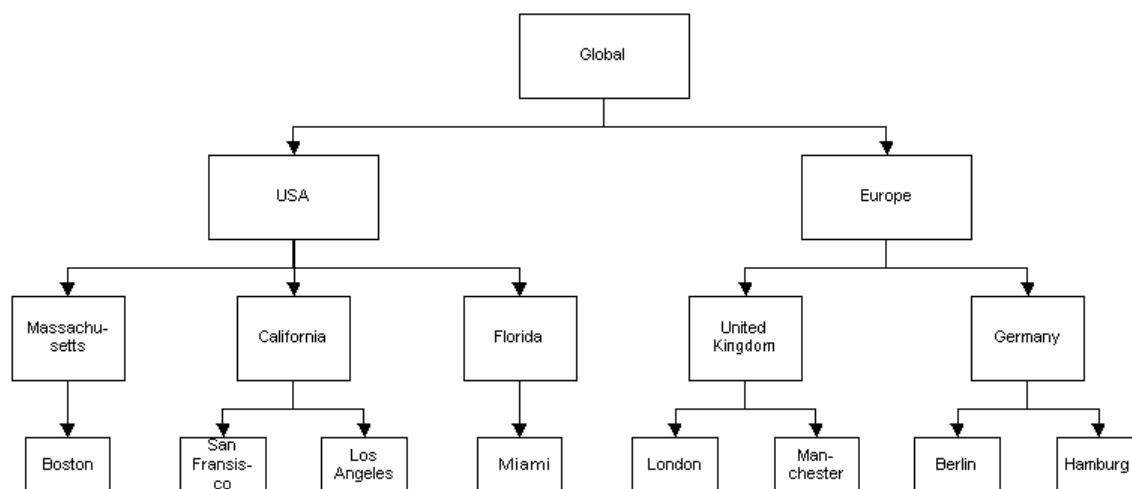 Global
USA
Europe
Massachu-
setts
California
Florida
United
Kingdom
Germany
Boston
San
Fransis-
co
Los
Angeles
Miami
London
Man-
chester
Berlin
Hamburg